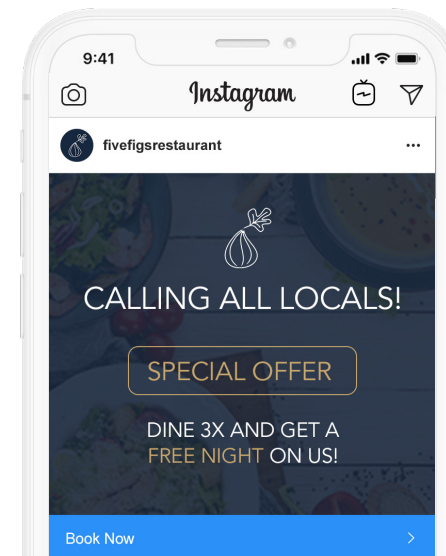 9:41
Instagram
fivefigsrestaurant
CALLING ALL LOCALS!
SPECIAL OFFER
DINE 3X AND GET A
FREE NIGHT ON US!
Book Now